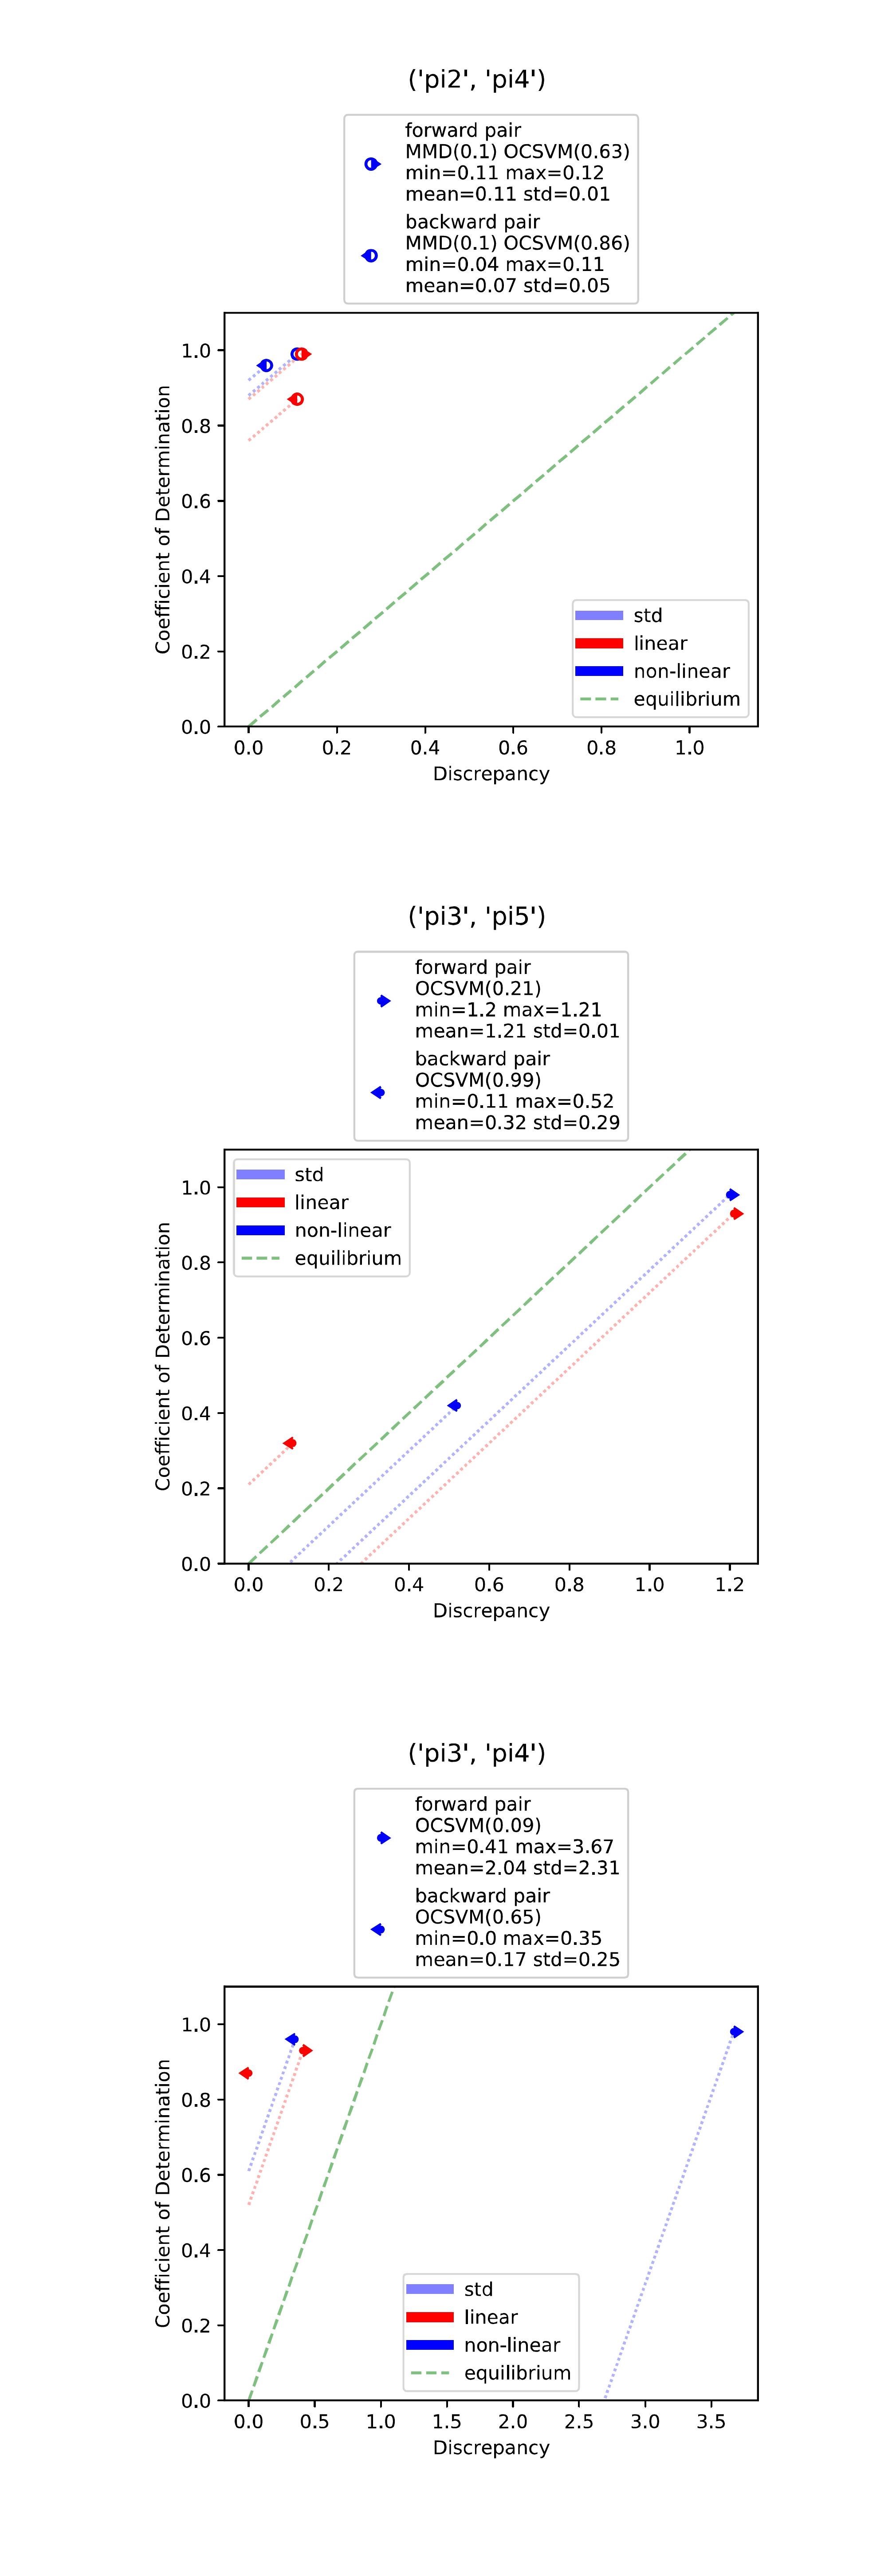 ('pi2', 'pi4')
forward pair
MMD(0.1) OCSVM(0.63)
min=0.11 max=0.12
mean=0.11 std=0.01
backward pair
MMD(0.1) OCSVM(0.86)
min=0.04 max=0.11
mean=0.07 std=0.05
1.0
0.8
0.6
0.4
0.2
0.0
Coefficient of Determination
std
linear
non-linear
equilibrium
0.0 0.2 0.4 0.6 0.8 1.0
Discrepancy
('pi3', 'pi5')
forward pair
OCSVM(0.21)
min=1.2 max=1.21
mean=1.21 std=0.01
backward pair
OCSVM(0.99)
min=0.11 max=0.52
mean=0.32 std=0.29
std
linear
non-linear
equilibrium
1.0
0.8
0.6
0.4
0.2
0.0
Coefficient of Determination
0.0 0.2 0.4 0.6 0.8 1.0 1.2
Discrepancy
('pi3', 'pi4')
forward pair
OCSVM(0.09)
min=0.41 max=3.67
mean=2.04 std=2.31
backward pair
OCSVM(0.65)
min=0.0 max=0.35
mean=0.17 std=0.25
1.0
0.8
0.6
0.4
0.2
0.0
Coefficient of Determination
std
linear
non-linear
equilibrium
0.0 0.5 1.0 1.5 2.0 2.5 3.0 3.5
Discrepancy